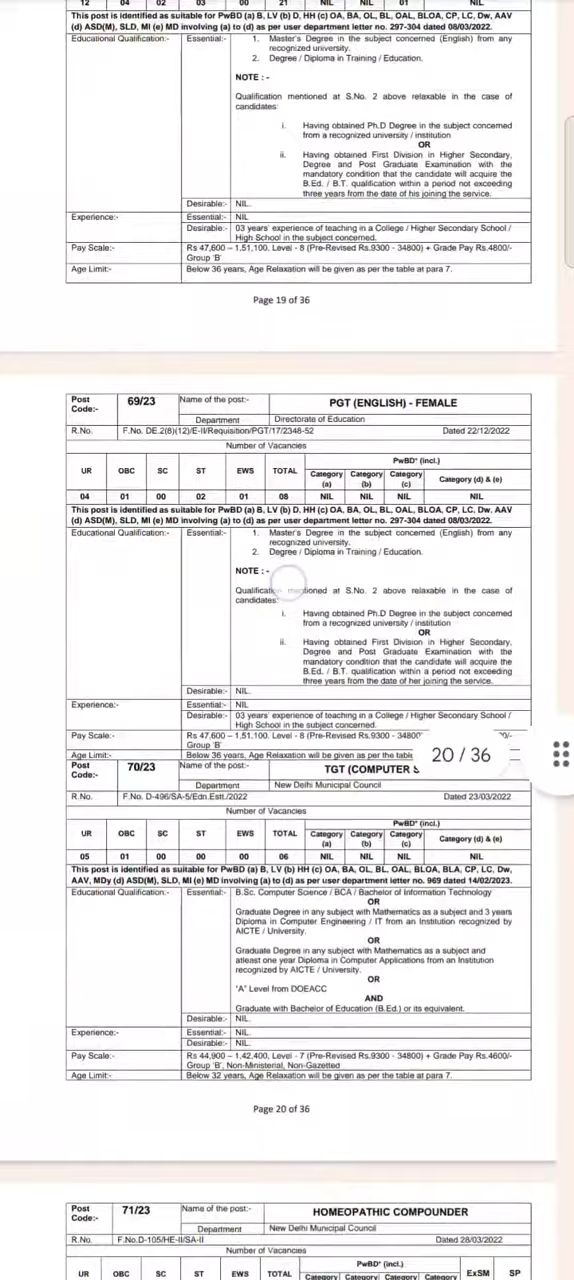 12 04 02 03 00 21 NIL NIL 01 NIL
This post is identified as suitable for PwBD (a) B, LV (b) D, HH (c) OA, BA, OL, BL, OAL, BLOA, CP, LC, Dw, AAV
(d) ASD(M), SLD, MI (e) MD involving (a) to (d) as per user department letter no. 297-304 dated 08/03/2022.
Educational Qualification:- Essential:- 1. Master's Degree in the subject concerned (English) from any
recognized university.
2. Degree / Diploma in Training / Education.
NOTE : -
Qualification mentioned at S.No. 2 above relaxable in the case of
candidates:
i. Having obtained Ph.D Degree in the subject concerned
from a recognized university / institution
OR
ii. Having obtained First Division in Higher Secondary,
Degree and Post Graduate Examination with the
mandatory condition that the candidate will acquire the
B.Ed. / B.T. qualification within a period not exceeding
three years from the date of his joining the service.
Desirable:- NIL.
Experience:- Essential:- NIL
Desirable:- 03 years' experience of teaching in a College / Higher Secondary School /
High School in the subject concerned.
Pay Scale:- Rs 47,600 – 1,51,100, Level - 8 (Pre-Revised Rs.9300 - 34800) + Grade Pay Rs.4800/-
Group 'B'
Age Limit:- Below 36 years, Age Relaxation will be given as per the table at para 7.
Page 19 of 36
Post
Code:- 69/23 Name of the post:- PGT (ENGLISH) - FEMALE
Department Directorate of Education
R.No. F.No. DE.2(8)(12)/E-II/Requisition/PGT/17/2348-52 Dated 22/12/2022
Number of Vacancies
UR OBC SC ST EWS TOTAL PwBD* (incl.)
Category (a) Category (b) Category (c) Category (d) & (e)
04 01 00 02 01 08 NIL NIL NIL NIL
This post is identified as suitable for PwBD (a) B, LV (b) D, HH (c) OA, BA, OL, BL, OAL, BLOA, CP, LC, Dw, AAV
(d) ASD(M), SLD, MI (e) MD involving (a) to (d) as per user department letter no. 297-304 dated 08/03/2022.
Educational Qualification:- Essential:- 1. Master's Degree in the subject concerned (English) from any
recognized university.
2. Degree / Diploma in Training / Education.
NOTE : -
Qualification mentioned at S.No. 2 above relaxable in the case of
candidates:
i. Having obtained Ph.D Degree in the subject concerned
from a recognized university / institution
OR
ii. Having obtained First Division in Higher Secondary,
Degree and Post Graduate Examination with the
mandatory condition that the candidate will acquire the
B.Ed. / B.T. qualification within a period not exceeding
three years from the date of her joining the service.
Desirable:- NIL.
Experience:- Essential:- NIL
Desirable:- 03 years' experience of teaching in a College / Higher Secondary School /
High School in the subject concerned.
Pay Scale:- Rs 47,600 – 1,51,100, Level - 8 (Pre-Revised Rs.9300 - 34800
Group 'B'
Age Limit:- Below 36 years, Age Relaxation will be given as per the table
20 / 36
Post
Code:- 70/23 Name of the post:- TGT (COMPUTER S
Department New Delhi Municipal Council
R.No. F.No. D-496/SA-5/Edn.Estt./2022 Dated 23/03/2022
Number of Vacancies
UR OBC SC ST EWS TOTAL PwBD* (incl.)
Category (a) Category (b) Category (c) Category (d) & (e)
05 01 00 00 00 06 NIL NIL NIL NIL
This post is identified as suitable for PwBD (a) B, LV (b) HH (c) OA, BA, OL, BL, OAL, BLOA, BLA, CP, LC, Dw,
AAV, MDy (d) ASD(M), SLD, MI (e) MD Involving (a) to (d) as per user department letter no. 969 dated 14/02/2023.
Educational Qualification:- Essential:- B.Sc. Computer Science / BCA / Bachelor of Information Technology
OR
Graduate Degree in any subject with Mathematics as a subject and 3 years
Diploma in Computer Engineering / IT from an Institution recognized by
AICTE / University.
OR
Graduate Degree in any subject with Mathematics as a subject and
atleast one year Diploma in Computer Applications from an Institution
recognized by AICTE / University.
OR
'A' Level from DOEACC
AND
Graduate with Bachelor of Education (B.Ed.) or its equivalent.
Desirable:- NIL.
Experience:- Essential:- NIL.
Desirable:- NIL.
Pay Scale:- Rs 44,900 – 1,42,400, Level - 7 (Pre-Revised Rs.9300 - 34800) + Grade Pay Rs.4600/-
Group 'B', Non-Ministerial, Non-Gazetted
Age Limit:- Below 32 years, Age Relaxation will be given as per the table at para 7.
Page 20 of 36
Post
Code:- 71/23 Name of the post:- HOMEOPATHIC COMPOUNDER
Department New Delhi Municipal Council
R.No. F.No.D-105/HE-II/SA-II Dated 28/03/2022
Number of Vacancies
UR OBC SC ST EWS TOTAL PwBD* (incl.) ExSM SP
Category Category Category Category